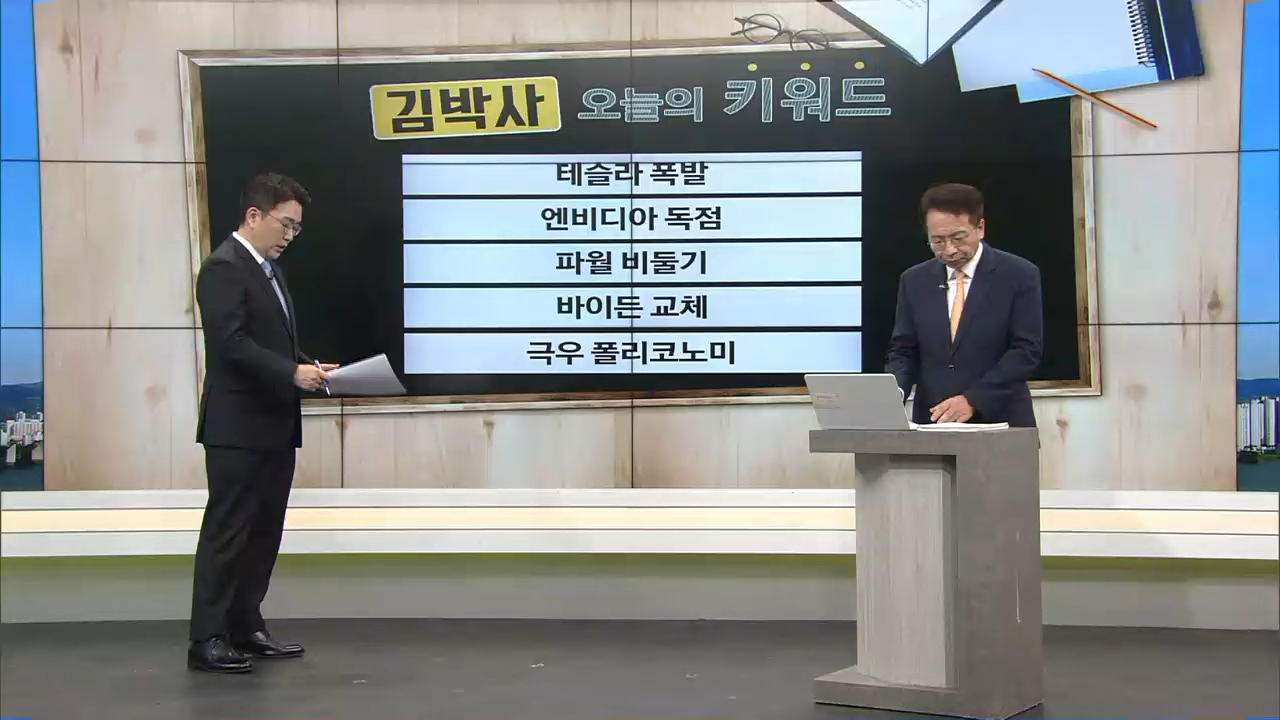 김박사 오늘의 키워드
테슬라 폭발
엔비디아 독점
파월 비둘기
바이든 교체
극우 폴리코노미